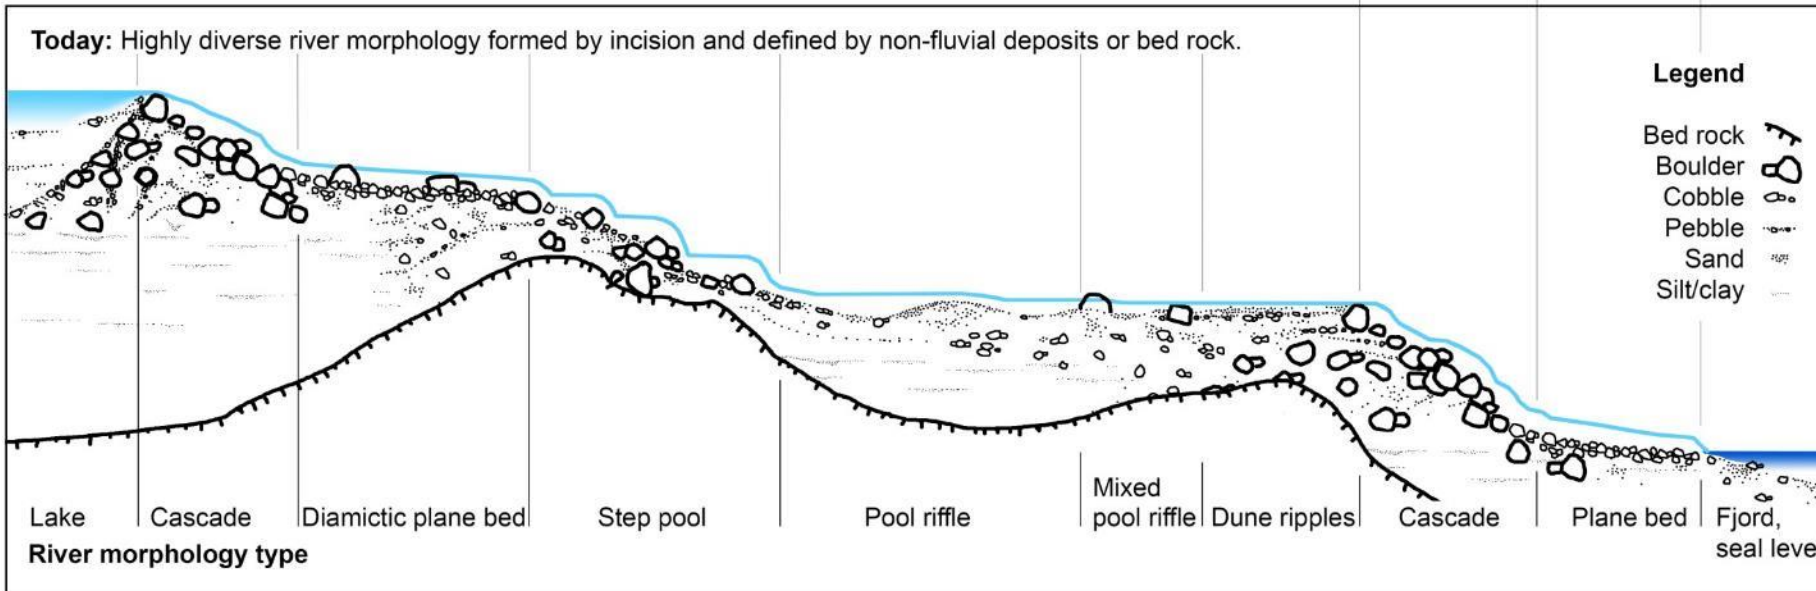 Today: Highly diverse river morphology formed by incision and defined by non-fluvial deposits or bed rock.
Legend
Bed rock
Boulder
Cobble
Pebble
Sand
Silt/clay
Lake
Cascade
Diamictic plane bed
Step pool
Pool riffle
Mixed
pool riffle
Dune ripples
Cascade
Plane bed
Fjord,
seal leve
River morphology type